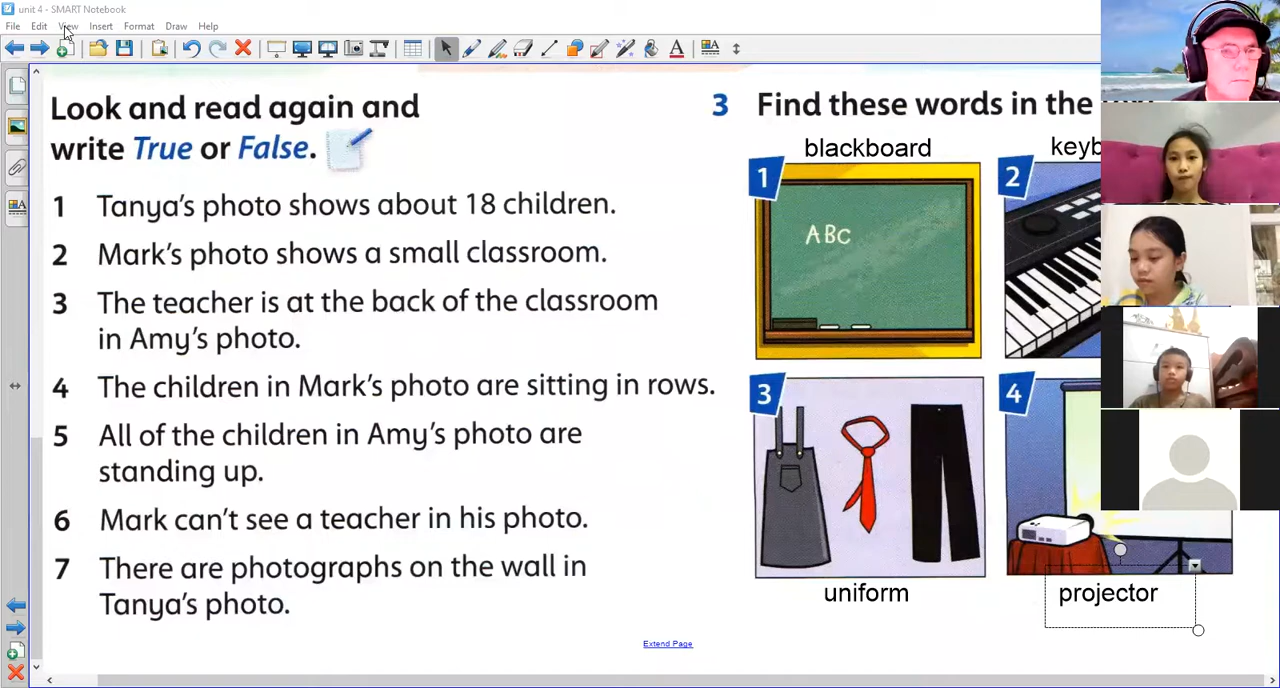 unit 4 - SMART Notebook
File Edit View Insert Format Draw Help
Look and read again and
write True or False.
1 Tanya's photo shows about 18 children.
2 Mark's photo shows a small classroom.
3 The teacher is at the back of the classroom
in Amy's photo.
4 The children in Mark's photo are sitting in rows.
5 All of the children in Amy's photo are
standing up.
6 Mark can't see a teacher in his photo.
7 There are photographs on the wall in
Tanya's photo.
3 Find these words in the
blackboard
keyb
1
ABc
2
3
4
uniform
projector
Extend Page